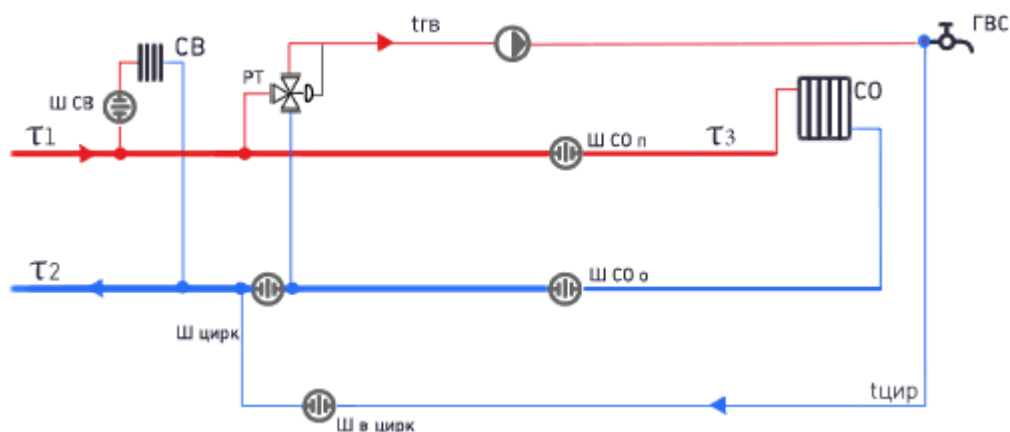 tгв
ГВС
СВ
РТ
Ш СВ
СО
τ1
Ш СО п
τ3
τ2
Ш СО о
Ш цирк
tцир
Ш в цирк